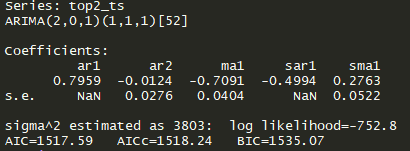 Series: top2_ts
ARIMA(2,0,1)(1,1,1)[52]
Coefficients:
ar1 ar2 ma1 sar1 sma1
0.7959 -0.0124 -0.7091 -0.4994 0.2763
s.e. NaN 0.0276 0.0404 NaN 0.0522
sigma^2 estimated as 3803: log likelihood=-752.8
AIC=1517.59 AICc=1518.24 BIC=1535.07